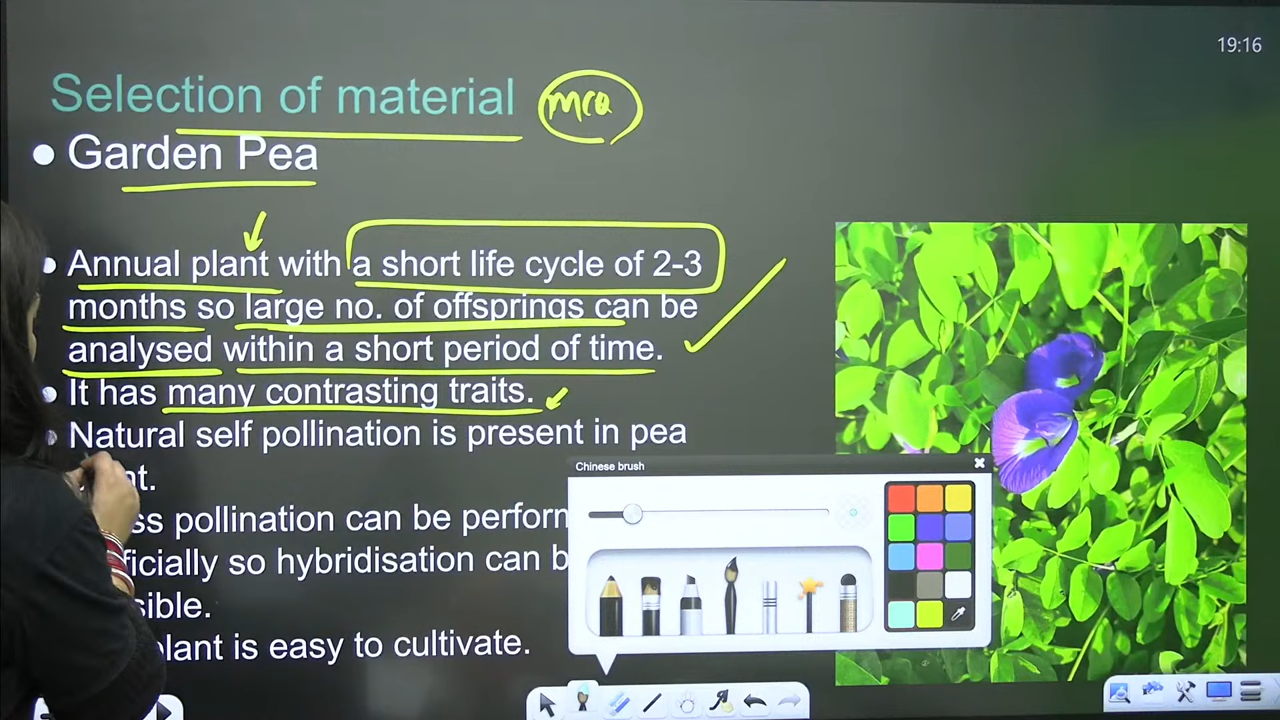 19:16
Selection of material
MCQ
• Garden Pea
• Annual plant with a short life cycle of 2-3
months so large no. of offsprings can be
analysed within a short period of time.
• It has many contrasting traits.
• Natural self pollination is present in pea
nt.
ss pollination can be perform
ficially so hybridisation can b
sible.
plant is easy to cultivate.
Chinese brush